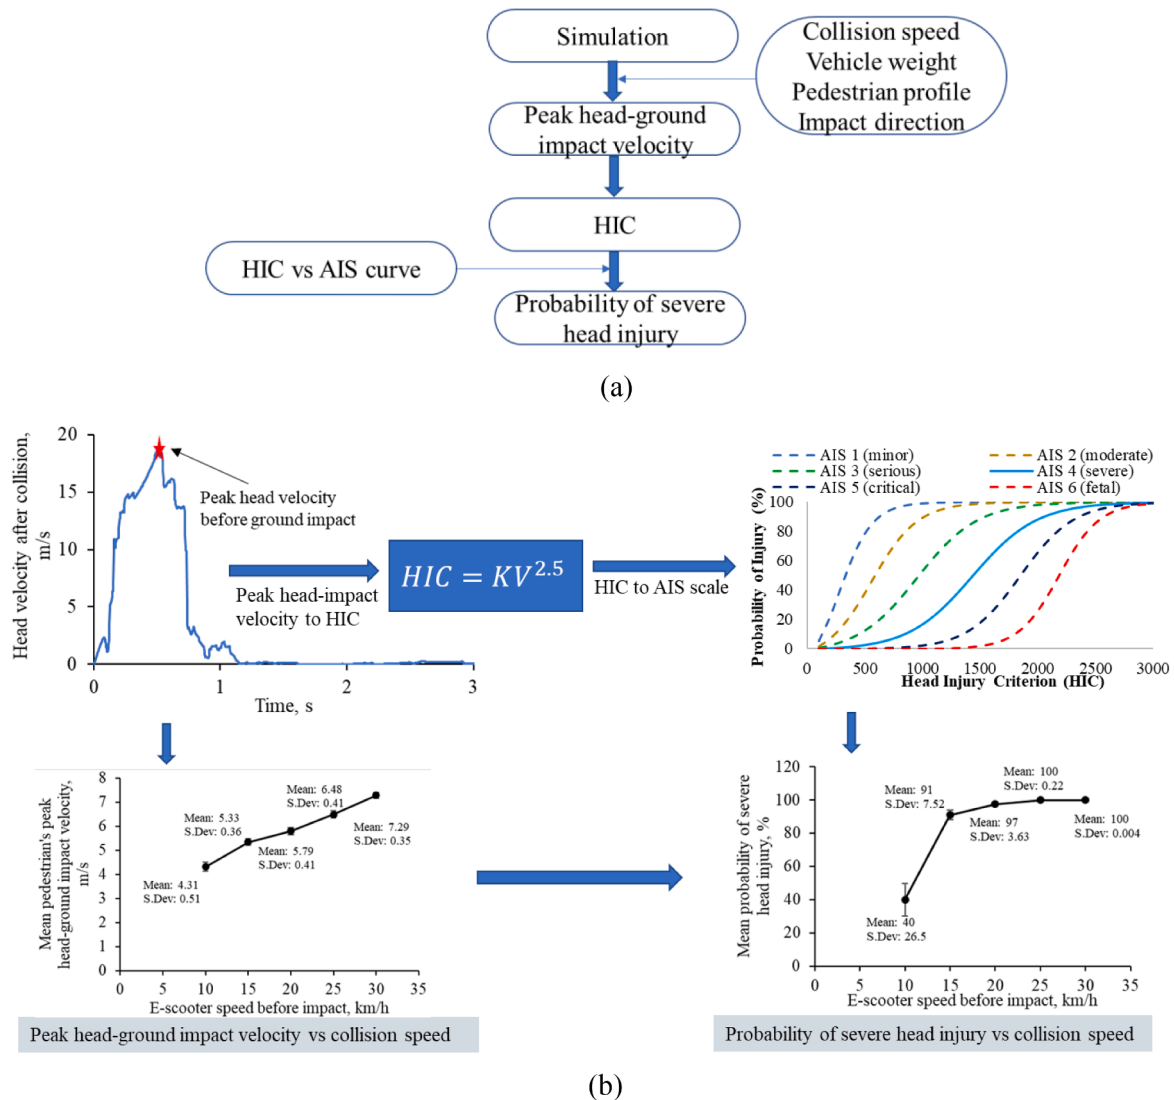 Simulation
Collision speed
Vehicle weight
Pedestrian profile
Impact direction
Peak head-ground
impact velocity
HIC
HIC vs AIS curve
Probability of severe
head injury
(a)
Head velocity after collision,
m/s
20
15
10
5
0
0
1
2
3
Time, s
Peak head velocity
before ground impact
Peak head-impact
velocity to HIC
HIC = KV^2.5
HIC to AIS scale
AIS 1 (minor)
AIS 2 (moderate)
AIS 3 (serious)
AIS 4 (severe)
AIS 5 (critical)
AIS 6 (fetal)
Probability of Injury (%)
100
80
60
40
20
0
0
500
1000
1500
2000
2500
3000
Head Injury Criterion (HIC)
Mean pedestrian's peak
head-ground impact velocity,
m/s
8
7
6
5
4
3
2
1
0
0
5
10
15
20
25
30
35
Mean: 4.31
S.Dev: 0.51
5.33
S.Dev: 0.36
Mean: 5.79
S.Dev: 0.41
Mean: 6.48
S.Dev: 0.41
Mean: 7.29
S.Dev: 0.35
E-scooter speed before impact, km/h
Peak head-ground impact velocity vs collision speed
Mean probability of severe
head injury, %
120
100
80
60
40
20
0
0
5
10
15
20
25
30
35
40
S.Dev: 26.5
Mean: 91
S.Dev: 7.52
Mean: 97
S.Dev: 3.63
Mean: 100
S.Dev: 0.22
Mean: 100
S.Dev: 0.004
E-scooter speed before impact, km/h
Probability of severe head injury vs collision speed
(b)